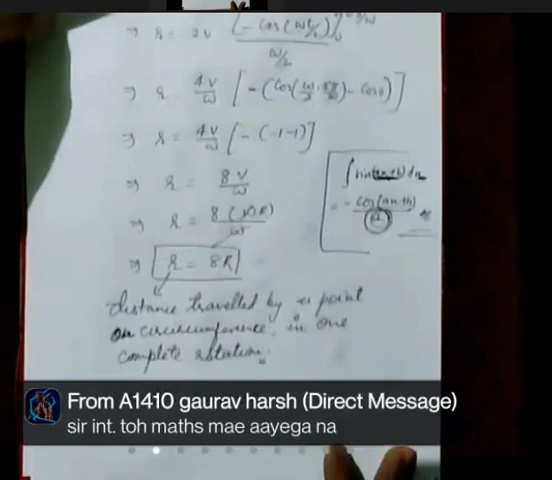 ⇒ s = 2v [-cos(ωt/2)]₀^2π/ω / ω/2
⇒ s = 4v/ω [-(cos(ω/2 · 2π/ω) - cos0)]
⇒ s = 4v/ω [-(-1-1)]
⇒ s = 8v/ω
⇒ s = 8(ωR)/ω
⇒ s = 8R
∫sin(ax+b)dx
= -cos(ax+b)/a
distance travelled by a point
on circumference, in one
complete rotation.
From A1410 gaurav harsh (Direct Message)
sir int. toh maths mae aayega na